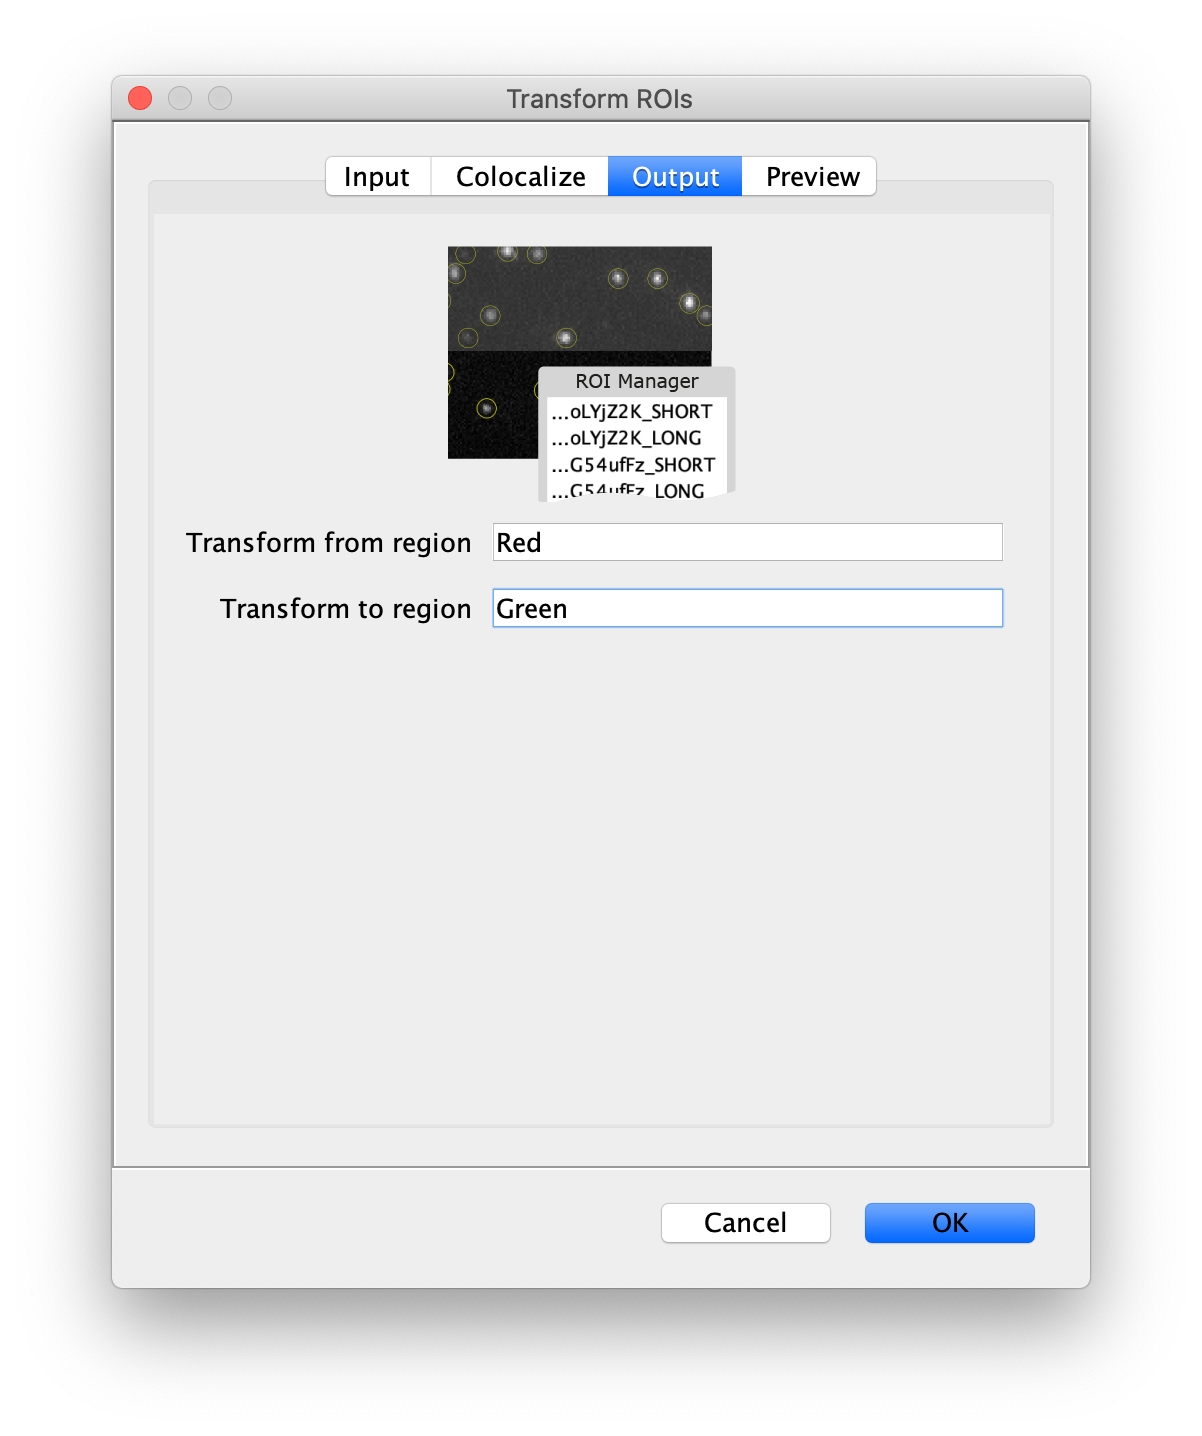 Transform ROIs
Input Colocalize Output Preview
ROI Manager
...oLYjZ2K_SHORT
...oLYjZ2K_LONG
...G54ufFz_SHORT
...G54ufFz_LONG
Transform from region Red
Transform to region Green
Cancel OK